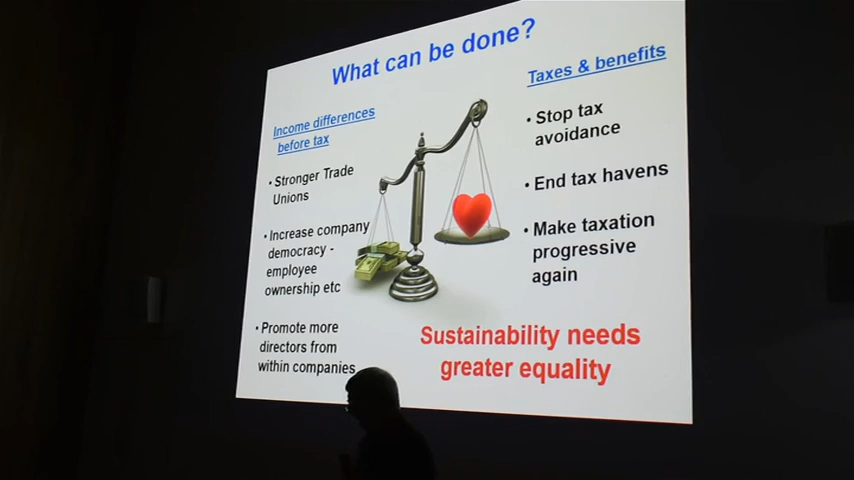 What can be done?
Income differences
before tax
• Stronger Trade
Unions
• Increase company
democracy -
employee
ownership etc
• Promote more
directors from
within companies
Taxes & benefits
• Stop tax
avoidance
• End tax havens
• Make taxation
progressive
again
Sustainability needs
greater equality